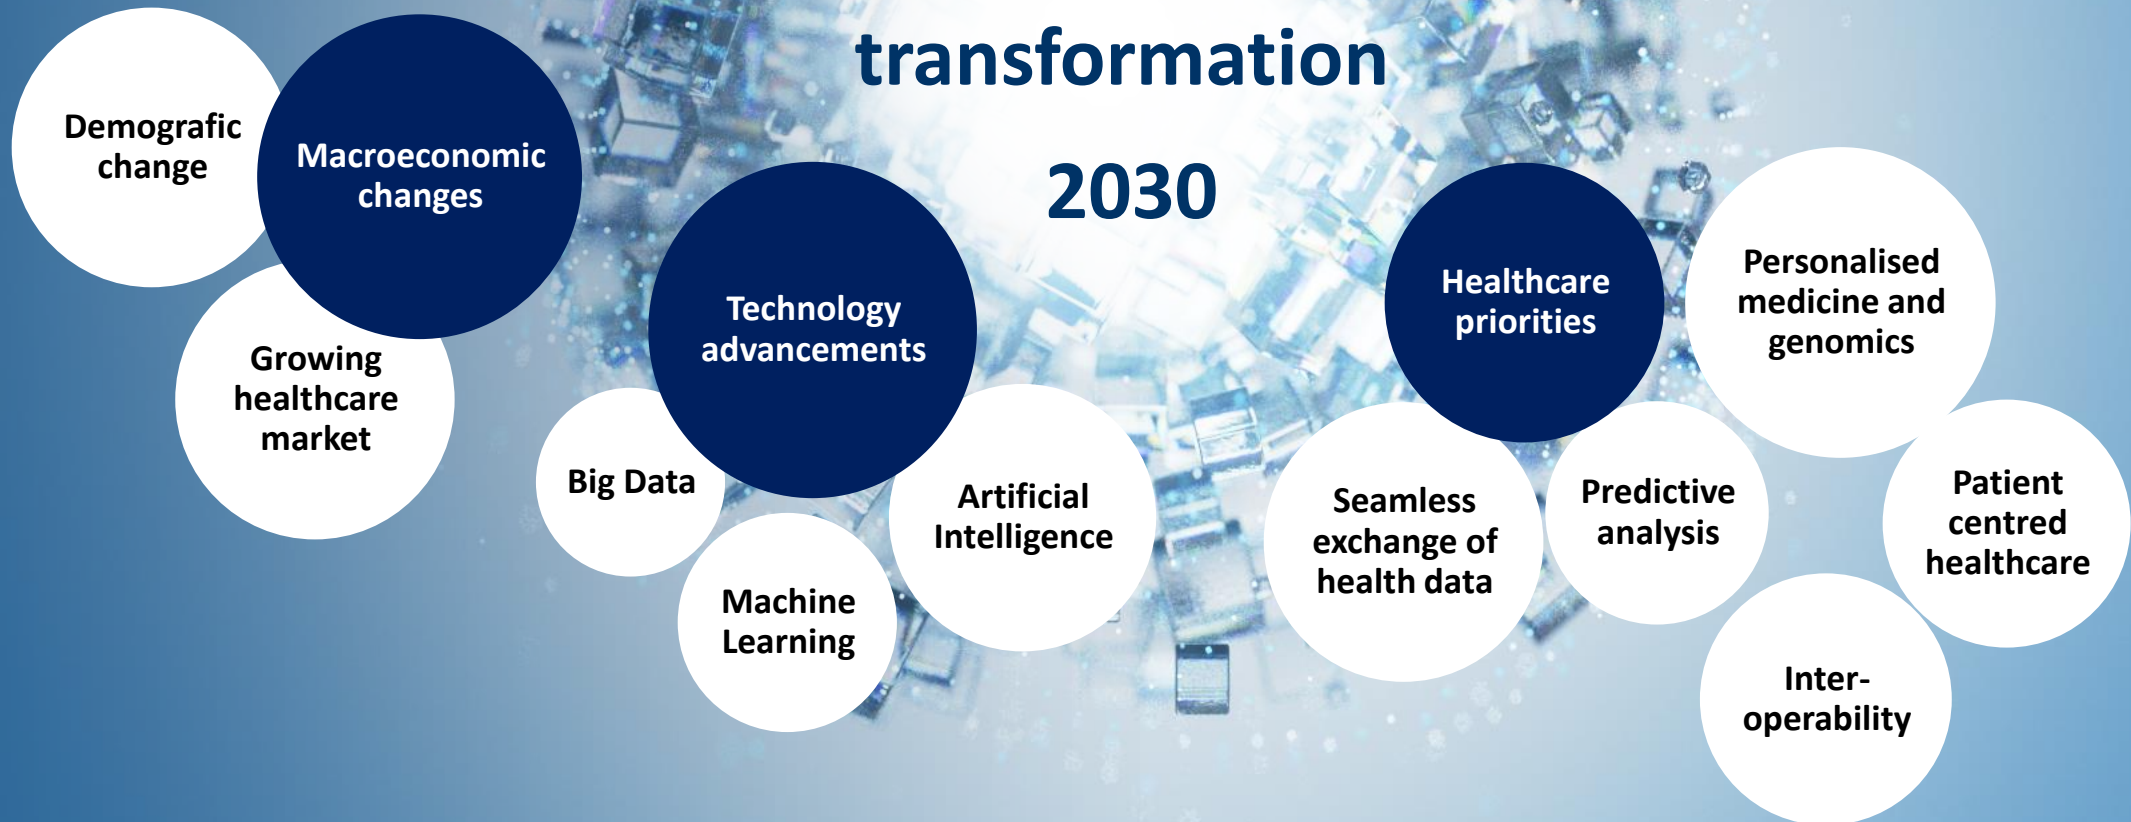 transformation
2030
Demografic
change
Macroeconomic
changes
Growing
healthcare
market
Technology
advancements
Big Data
Machine
Learning
Artificial
Intelligence
Healthcare
priorities
Personalised
medicine and
genomics
Seamless
exchange of
health data
Predictive
analysis
Patient
centred
healthcare
Inter-
operability